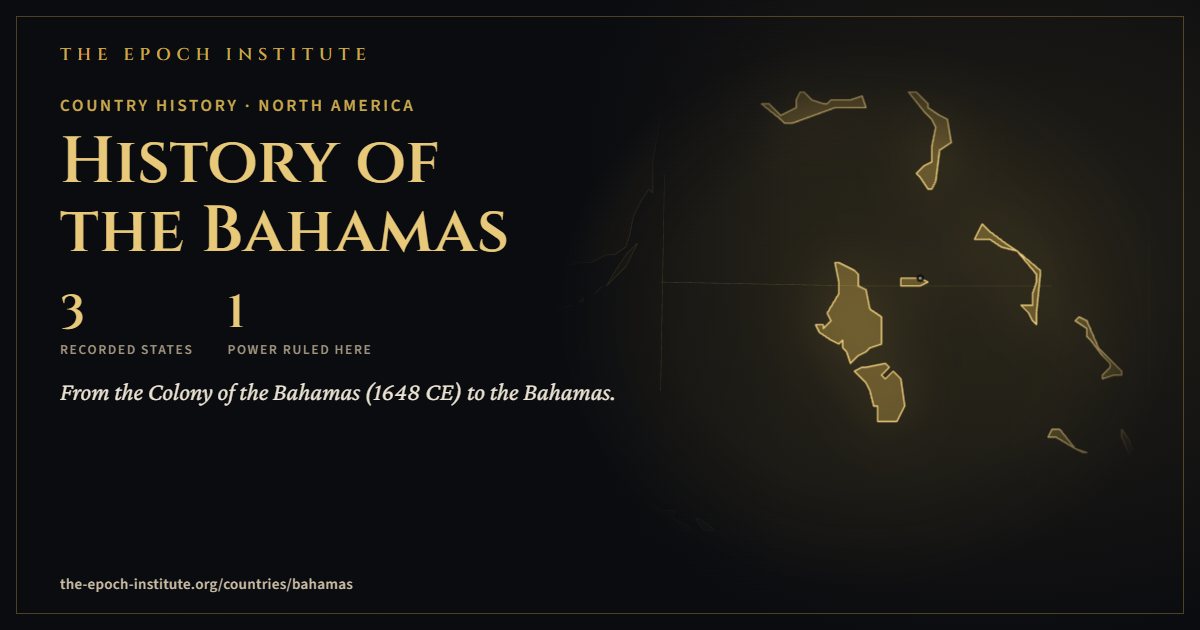 THE EPOCH INSTITUTE
COUNTRY HISTORY · NORTH AMERICA
HISTORY OF
THE BAHAMAS
3
RECORDED STATES
1
POWER RULED HERE
From the Colony of the Bahamas (1648 CE) to the Bahamas.
the-epoch-institute.org/countries/bahamas